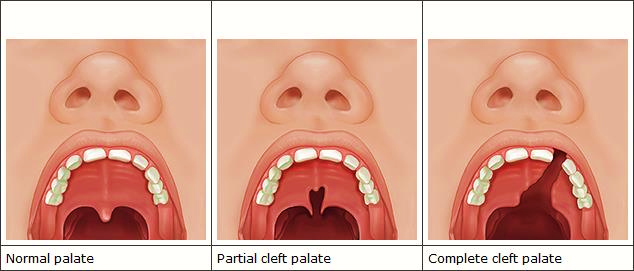 Normal palate
Partial cleft palate
Complete cleft palate